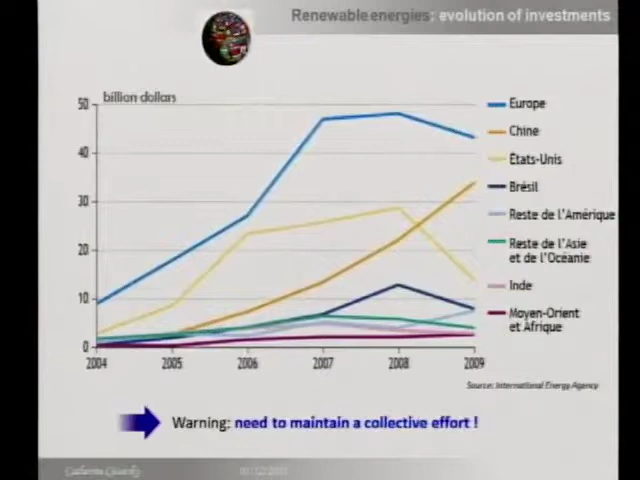 Renewable energies: evolution of investments
billion dollars
50
40
30
20
10
0
2004 2005 2006 2007 2008 2009
Europe
Chine
États-Unis
Brésil
Reste de l'Amérique
Reste de l'Asie
et de l'Océanie
Inde
Moyen-Orient
et Afrique
Source: International Energy Agency
Warning: need to maintain a collective effort !